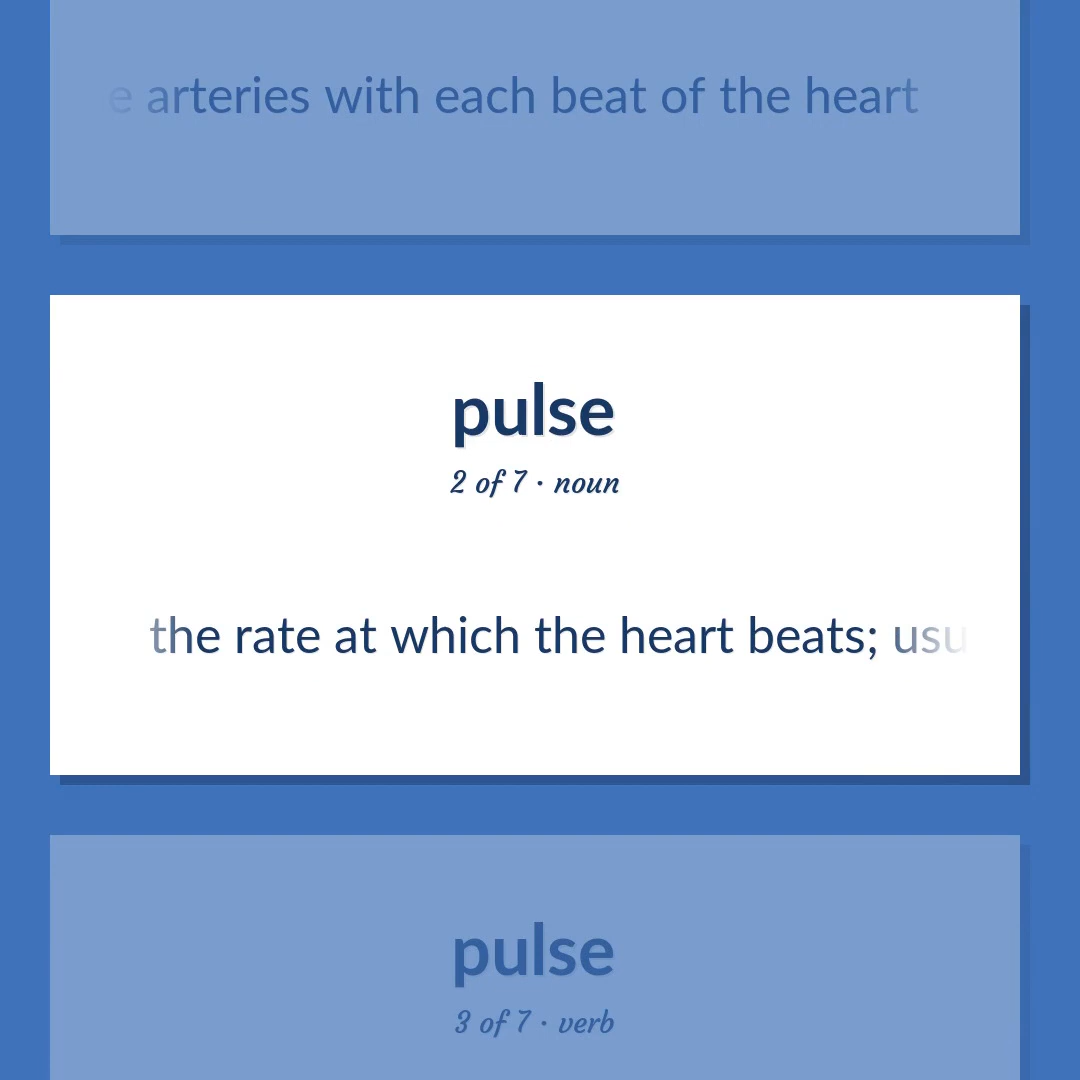 e arteries with each beat of the heart
pulse
2 of 7 · noun
the rate at which the heart beats; usu
pulse
3 of 7 · verb